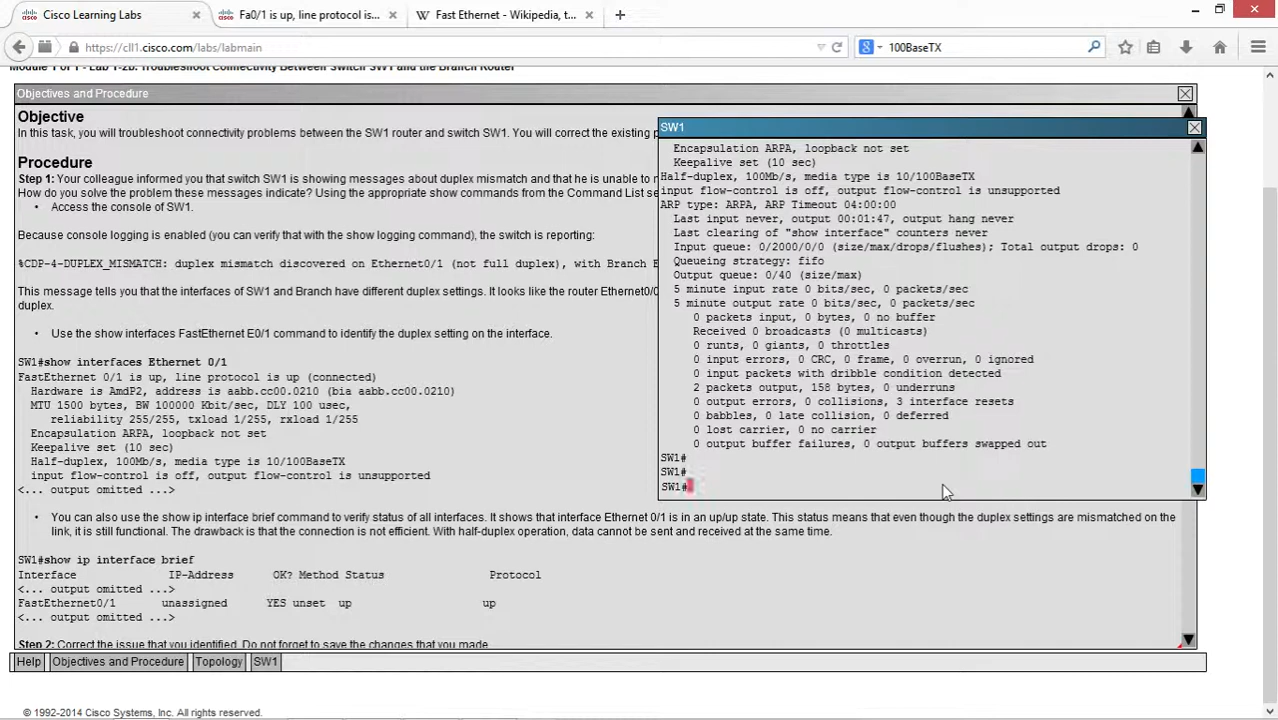 Cisco Learning Labs
Fa0/1 is up, line protocol is...
Fast Ethernet - Wikipedia, t...
https://cll1.cisco.com/labs/labmain
100BaseTX
Module 1 of 1 - Lab 1-2b: Troubleshoot Connectivity Between Switch SW1 and the Branch Router
Objectives and Procedure
Objective
In this task, you will troubleshoot connectivity problems between the SW1 router and switch SW1. You will correct the existing p
Procedure
Step 1: Your colleague informed you that switch SW1 is showing messages about duplex mismatch and that he is unable to
How do you solve the problem these messages indicate? Using the appropriate show commands from the Command List se
• Access the console of SW1.
Because console logging is enabled (you can verify that with the show logging command), the switch is reporting:
%CDP-4-DUPLEX_MISMATCH: duplex mismatch discovered on Ethernet0/1 (not full duplex), with Branch E
This message tells you that the interfaces of SW1 and Branch have different duplex settings. It looks like the router Ethernet0/
duplex.
• Use the show interfaces FastEthernet E0/1 command to identify the duplex setting on the interface.
SW1#show interfaces Ethernet 0/1
FastEthernet 0/1 is up, line protocol is up (connected)
Hardware is AmdP2, address is aabb.cc00.0210 (bia aabb.cc00.0210)
MTU 1500 bytes, BW 100000 Kbit/sec, DLY 100 usec,
reliability 255/255, txload 1/255, rxload 1/255
Encapsulation ARPA, loopback not set
Keepalive set (10 sec)
Half-duplex, 100Mb/s, media type is 10/100BaseTX
input flow-control is off, output flow-control is unsupported
<... output omitted ...>
• You can also use the show ip interface brief command to verify status of all interfaces. It shows that interface Ethernet 0/1 is in an up/up state. This status means that even though the duplex settings are mismatched on the
link, it is still functional. The drawback is that the connection is not efficient. With half-duplex operation, data cannot be sent and received at the same time.
SW1#show ip interface brief
Interface IP-Address OK? Method Status Protocol
<... output omitted ...>
FastEthernet0/1 unassigned YES unset up up
<... output omitted ...>
Step 2: Correct the issue that you identified. Do not forget to save the changes that you made
SW1
Encapsulation ARPA, loopback not set
Keepalive set (10 sec)
Half-duplex, 100Mb/s, media type is 10/100BaseTX
input flow-control is off, output flow-control is unsupported
ARP type: ARPA, ARP Timeout 04:00:00
Last input never, output 00:01:47, output hang never
Last clearing of "show interface" counters never
Input queue: 0/2000/0/0 (size/max/drops/flushes); Total output drops: 0
Queueing strategy: fifo
Output queue: 0/40 (size/max)
5 minute input rate 0 bits/sec, 0 packets/sec
5 minute output rate 0 bits/sec, 0 packets/sec
0 packets input, 0 bytes, 0 no buffer
Received 0 broadcasts (0 multicasts)
0 runts, 0 giants, 0 throttles
0 input errors, 0 CRC, 0 frame, 0 overrun, 0 ignored
0 input packets with dribble condition detected
2 packets output, 158 bytes, 0 underruns
0 output errors, 0 collisions, 3 interface resets
0 babbles, 0 late collision, 0 deferred
0 lost carrier, 0 no carrier
0 output buffer failures, 0 output buffers swapped out
SW1#
SW1#
SW1#
Help Objectives and Procedure Topology SW1
© 1992-2014 Cisco Systems, Inc. All rights reserved.